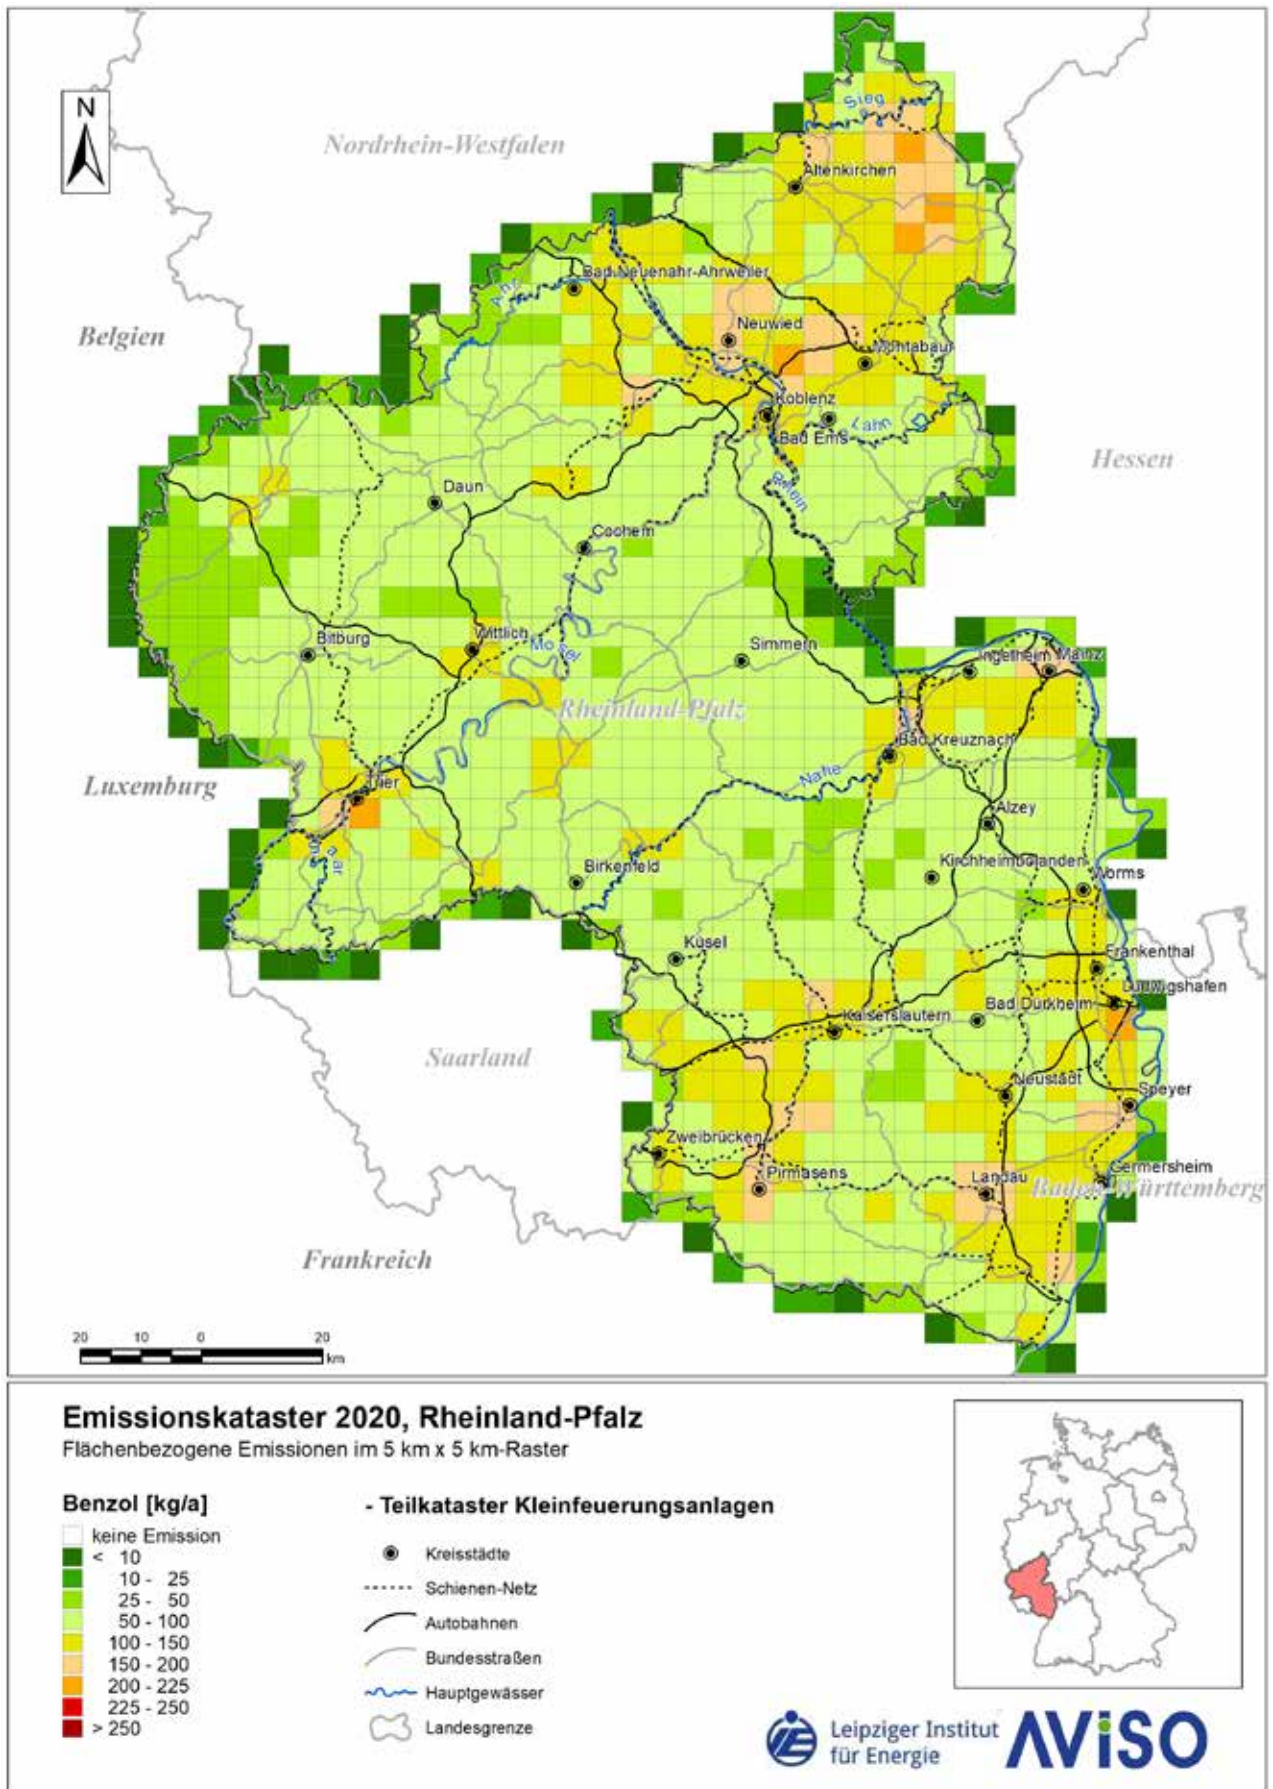 N
Nordrhein-Westfalen
Sieg
Altenkirchen
Ahr
Bad Neuenahr-Ahrweiler
Belgien
Neuwied
Montabaur
Koblenz
Lahn
Bad Ems
Hessen
Rhein
Daun
Cochem
Bitburg
Wittlich
Mosel
Simmern
Ingelheim
Mainz
Rheinland-Pfalz
Bad Kreuznach
Luxemburg
Trier
Nahe
Alzey
Saar
Birkenfeld
Kirchheimbolanden
Worms
Kusel
Frankenthal
Ludwigshafen
Bad Dürkheim
Kaiserslautern
Saarland
Neustadt
Speyer
Zweibrücken
Pirmasens
Landau
Germersheim
Baden-Württemberg
Frankreich
20 10 0 20
km
Emissionskataster 2020, Rheinland-Pfalz
Flächenbezogene Emissionen im 5 km x 5 km-Raster
Benzol [kg/a]
keine Emission
< 10
10 - 25
25 - 50
50 - 100
100 - 150
150 - 200
200 - 225
225 - 250
> 250
- Teilkataster Kleinfeuerungsanlagen
Kreisstädte
Schienen-Netz
Autobahnen
Bundesstraßen
Hauptgewässer
Landesgrenze
Leipziger Institut
für Energie
AViSO